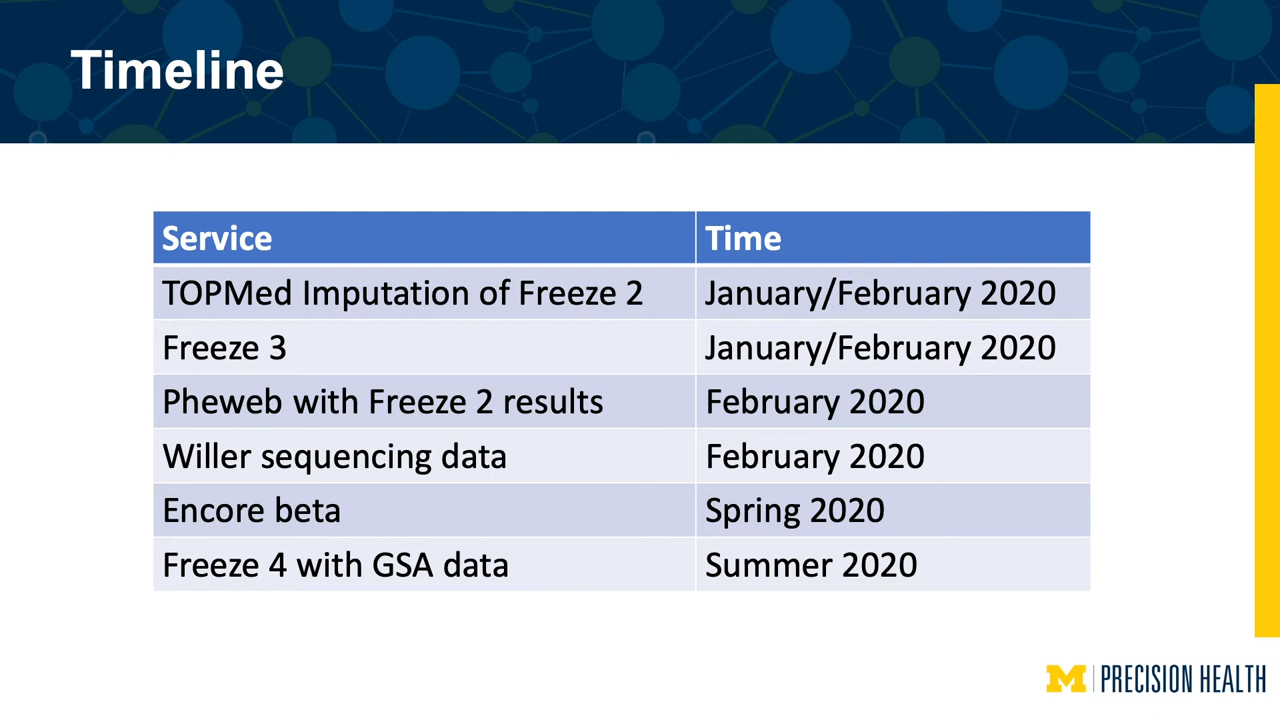 Timeline
Service Time
TOPMed Imputation of Freeze 2 January/February 2020
Freeze 3 January/February 2020
Pheweb with Freeze 2 results February 2020
Willer sequencing data February 2020
Encore beta Spring 2020
Freeze 4 with GSA data Summer 2020
M PRECISION HEALTH